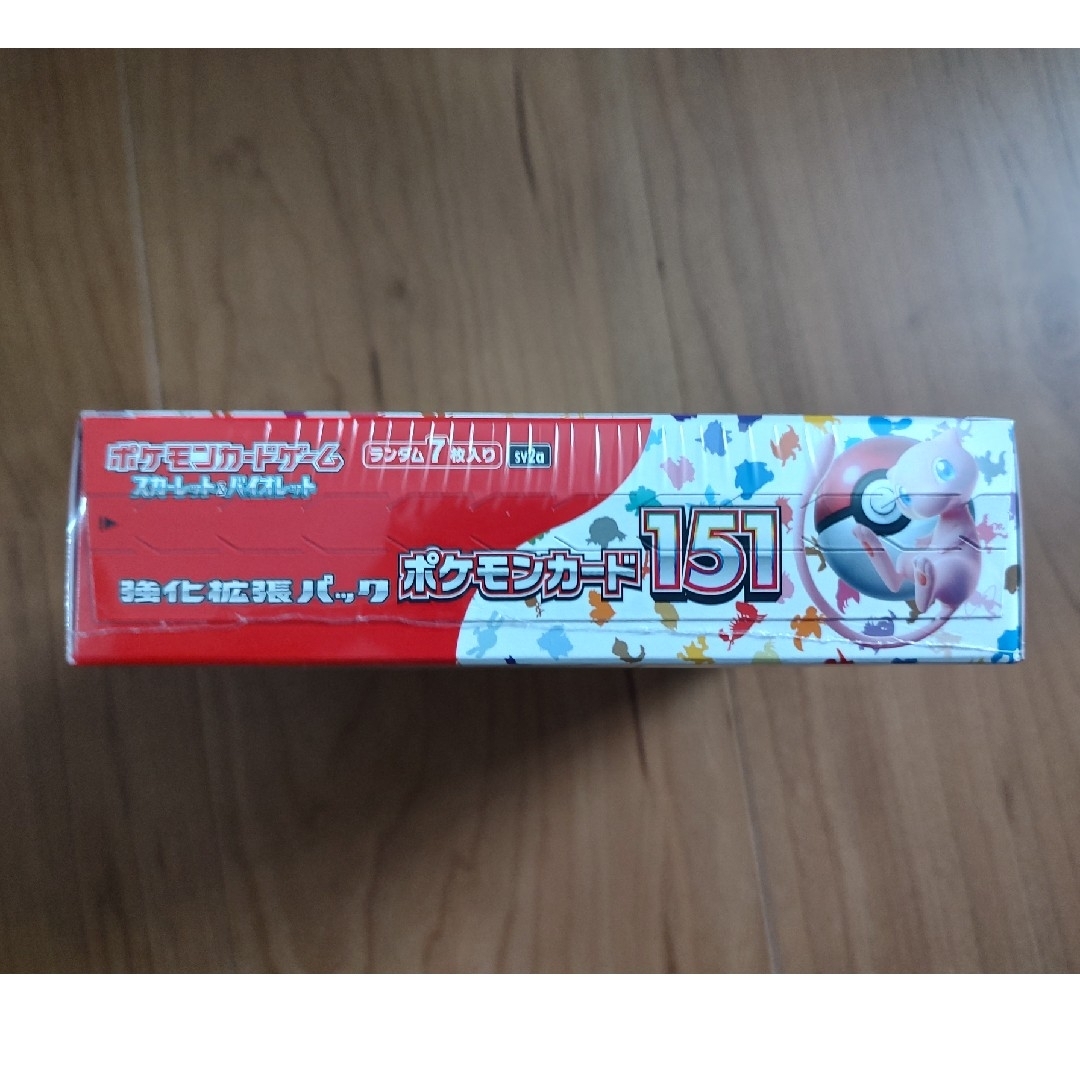 ポケモンカードゲーム ランダム7枚入り sv2a
スカーレット&バイオレット
強化拡張パック ポケモンカード151